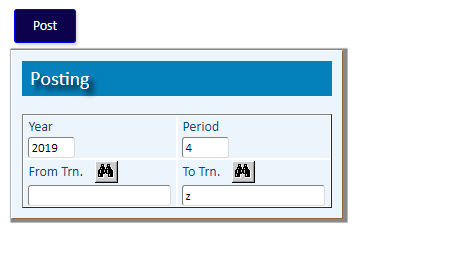 Post
Posting
Year Period
2019 4
From Trn. To Trn.
z